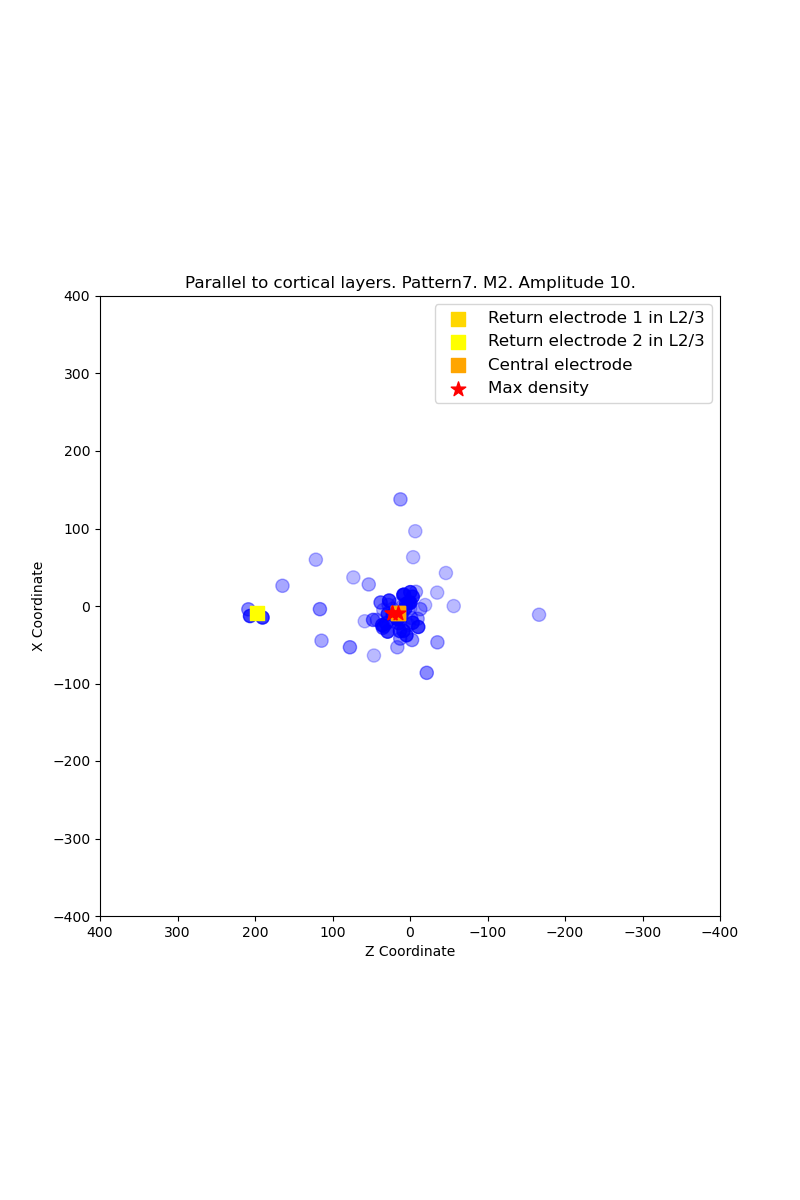 Parallel to cortical layers. Pattern7. M2. Amplitude 10.
Return electrode 1 in L2/3
Return electrode 2 in L2/3
Central electrode
Max density
X Coordinate
400
300
200
100
0
−100
−200
−300
−400
400 300 200 100 0 −100 −200 −300 −400
Z Coordinate